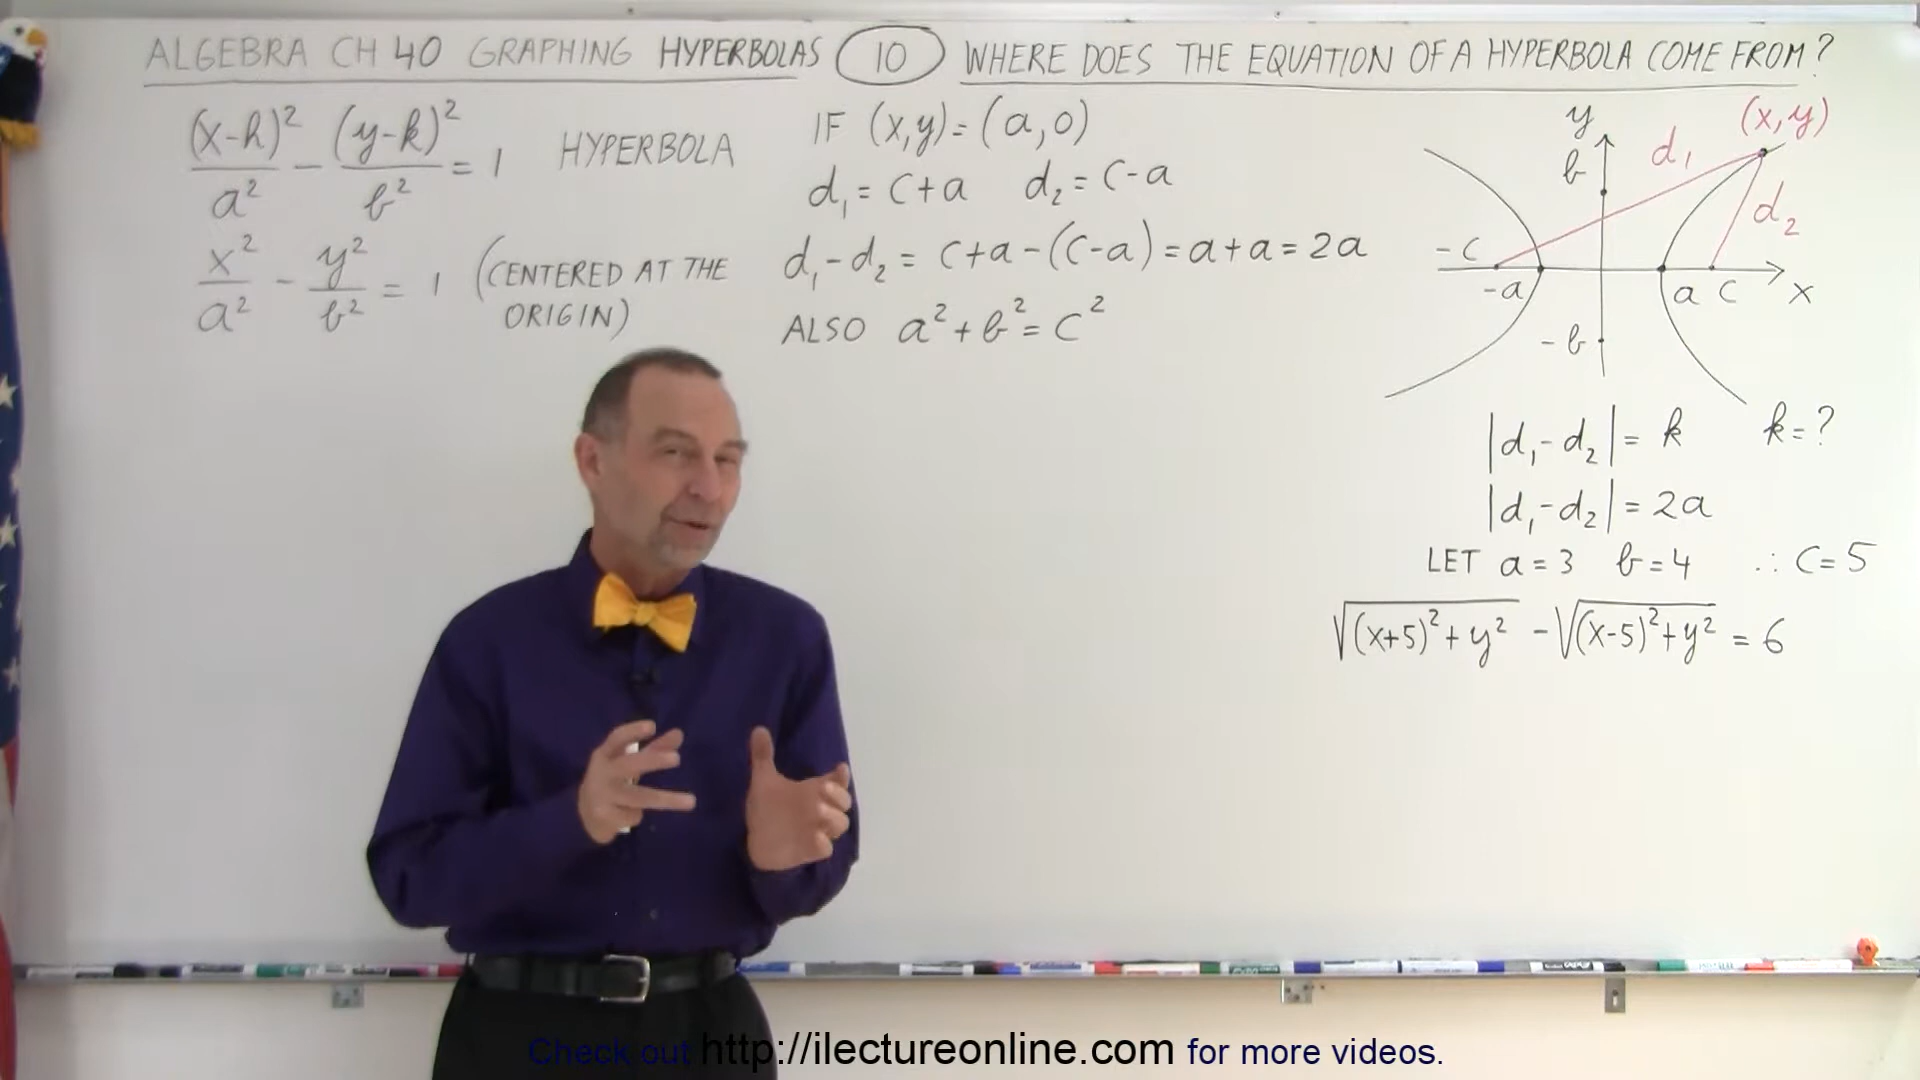 ALGEBRA CH 40 GRAPHING HYPERBOLAS (10) WHERE DOES THE EQUATION OF A HYPERBOLA COME FROM?
(x-h)²/a² - (y-k)²/b² = 1 HYPERBOLA
x²/a² - y²/b² = 1 (CENTERED AT THE
ORIGIN)
IF (x,y) = (a,0)
d₁ = c+a d₂ = c-a
d₁-d₂ = c+a-(c-a) = a+a = 2a
ALSO a²+b² = c²
y (x,y)
b d₁
d₂
-c
-a a c x
-b
|d₁-d₂| = k k=?
|d₁-d₂| = 2a
LET a=3 b=4 ∴ c=5
√((x+5)²+y²) - √((x-5)²+y²) = 6
Check out http://ilectureonline.com for more videos.